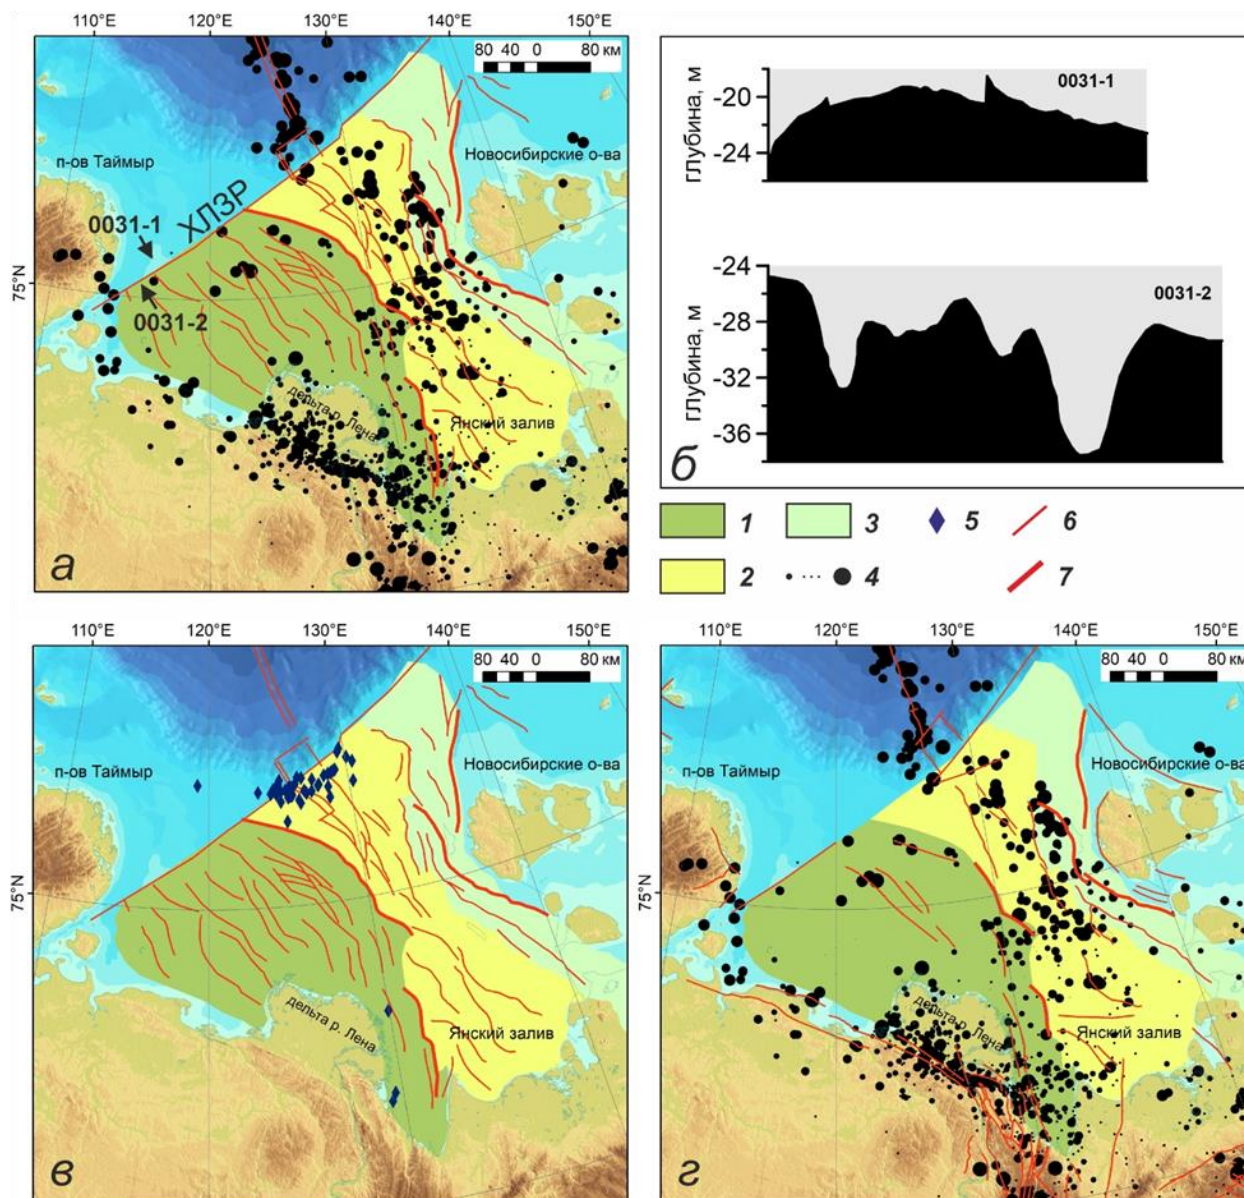 110°E 120°E 130°E 140°E 150°E
80 40 0 80 км
п-ов Таймыр
Новосибирские о-ва
ХЛЗР
0031-1
75°N
0031-2
дельта р. Лена
Янский залив
а
0031-1
глубина, м
-20
-24
0031-2
глубина, м
-24
-28
-32
-36
б
1 3 5 6
2 4 7
110°E 120°E 130°E 140°E 150°E
80 40 0 80 км
п-ов Таймыр
Новосибирские о-ва
75°N
дельта р. Лена
Янский залив
в
110°E 120°E 130°E 140°E 150°E
80 40 0 80 км
п-ов Таймыр
Новосибирские о-ва
75°N
дельта р. Лена
Янский залив
г